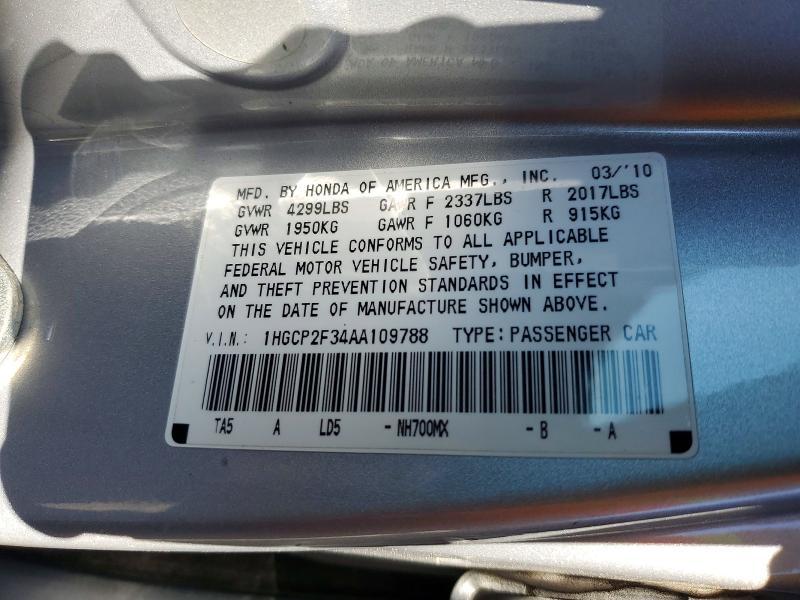 MFD. BY HONDA OF AMERICA MFG., INC. 03/'10
GVWR 4299LBS GAWR F 2337LBS R 2017LBS
GVWR 1950KG GAWR F 1060KG R 915KG
THIS VEHICLE CONFORMS TO ALL APPLICABLE
FEDERAL MOTOR VEHICLE SAFETY, BUMPER,
AND THEFT PREVENTION STANDARDS IN EFFECT
ON THE DATE OF MANUFACTURE SHOWN ABOVE.
V.I.N.: 1HGCP2F34AA109788 TYPE: PASSENGER CAR
TA5 A LD5 -NH700MX -B -A